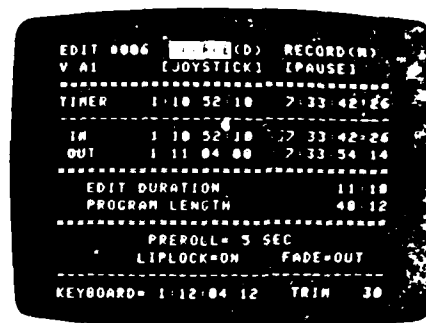 EDIT 0006 (D) RECORD
V A1 [JOYSTICK] [PAUSE]
TIMER 1:10 52:10 7:33:42:26
IN 1 10 52:10 7 33:42:26
OUT 1 11 04 00 7:33:54 14
EDIT DURATION 11:18
PROGRAM LENGTH 40:12
PREROLL= 5 SEC
LIPLOCK=ON FADE=OUT
KEYBOARD= 1:12:04 12 TRIM 30